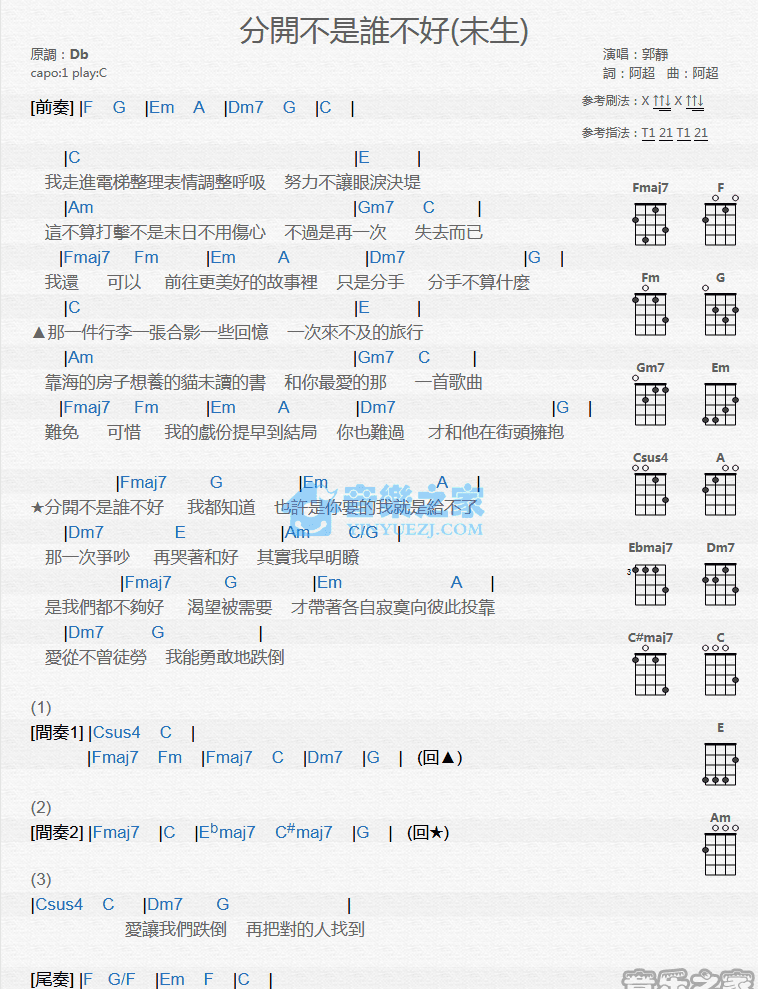 分開不是誰不好(未生)
原調：Db
capo:1 play:C
演唱：郭靜
詞：阿超 曲：阿超
参考刷法：X ↑↑↓ X ↑↑↓
参考指法：T1 21 T1 21
[前奏] |F G |Em A |Dm7 G |C |
|C |E |
我走進電梯整理表情調整呼吸 努力不讓眼淚決堤
|Am |Gm7 C |
這不算打擊不是末日不用傷心 不過是再一次 失去而已
|Fmaj7 Fm |Em A |Dm7 |G |
我還 可以 前往更美好的故事裡 只是分手 分手不算什麼
|C |E |
▲那一件行李一張合影一些回憶 一次來不及的旅行
|Am |Gm7 C |
靠海的房子想養的貓未讀的書 和你最愛的那 一首歌曲
|Fmaj7 Fm |Em A |Dm7 |G |
難免 可惜 我的戲份提早到結局 你也難過 才和他在街頭擁抱
|Fmaj7 G |Em A |
★分開不是誰不好 我都知道 也許是你要的我就是給不了
|Dm7 E |Am C/G |
那一次爭吵 再哭著和好 其實我早明瞭
|Fmaj7 G |Em A |
是我們都不夠好 渴望被需要 才帶著各自寂寞向彼此投靠
|Dm7 G |
愛從不曾徒勞 我能勇敢地跌倒
(1)
[間奏1] |Csus4 C |
|Fmaj7 Fm |Fmaj7 C |Dm7 |G | (回▲)
(2)
[間奏2] |Fmaj7 |C |Ebmaj7 C#maj7 |G | (回★)
(3)
|Csus4 C |Dm7 G |
愛讓我們跌倒 再把對的人找到
[尾奏] |F G/F |Em F |C |
Fmaj7 F
Fm G
Gm7 Em
Csus4 A
Ebmaj7 Dm7
3
C#maj7 C
E
Am
音樂之家
YINYUEZJ.COM
音乐之家